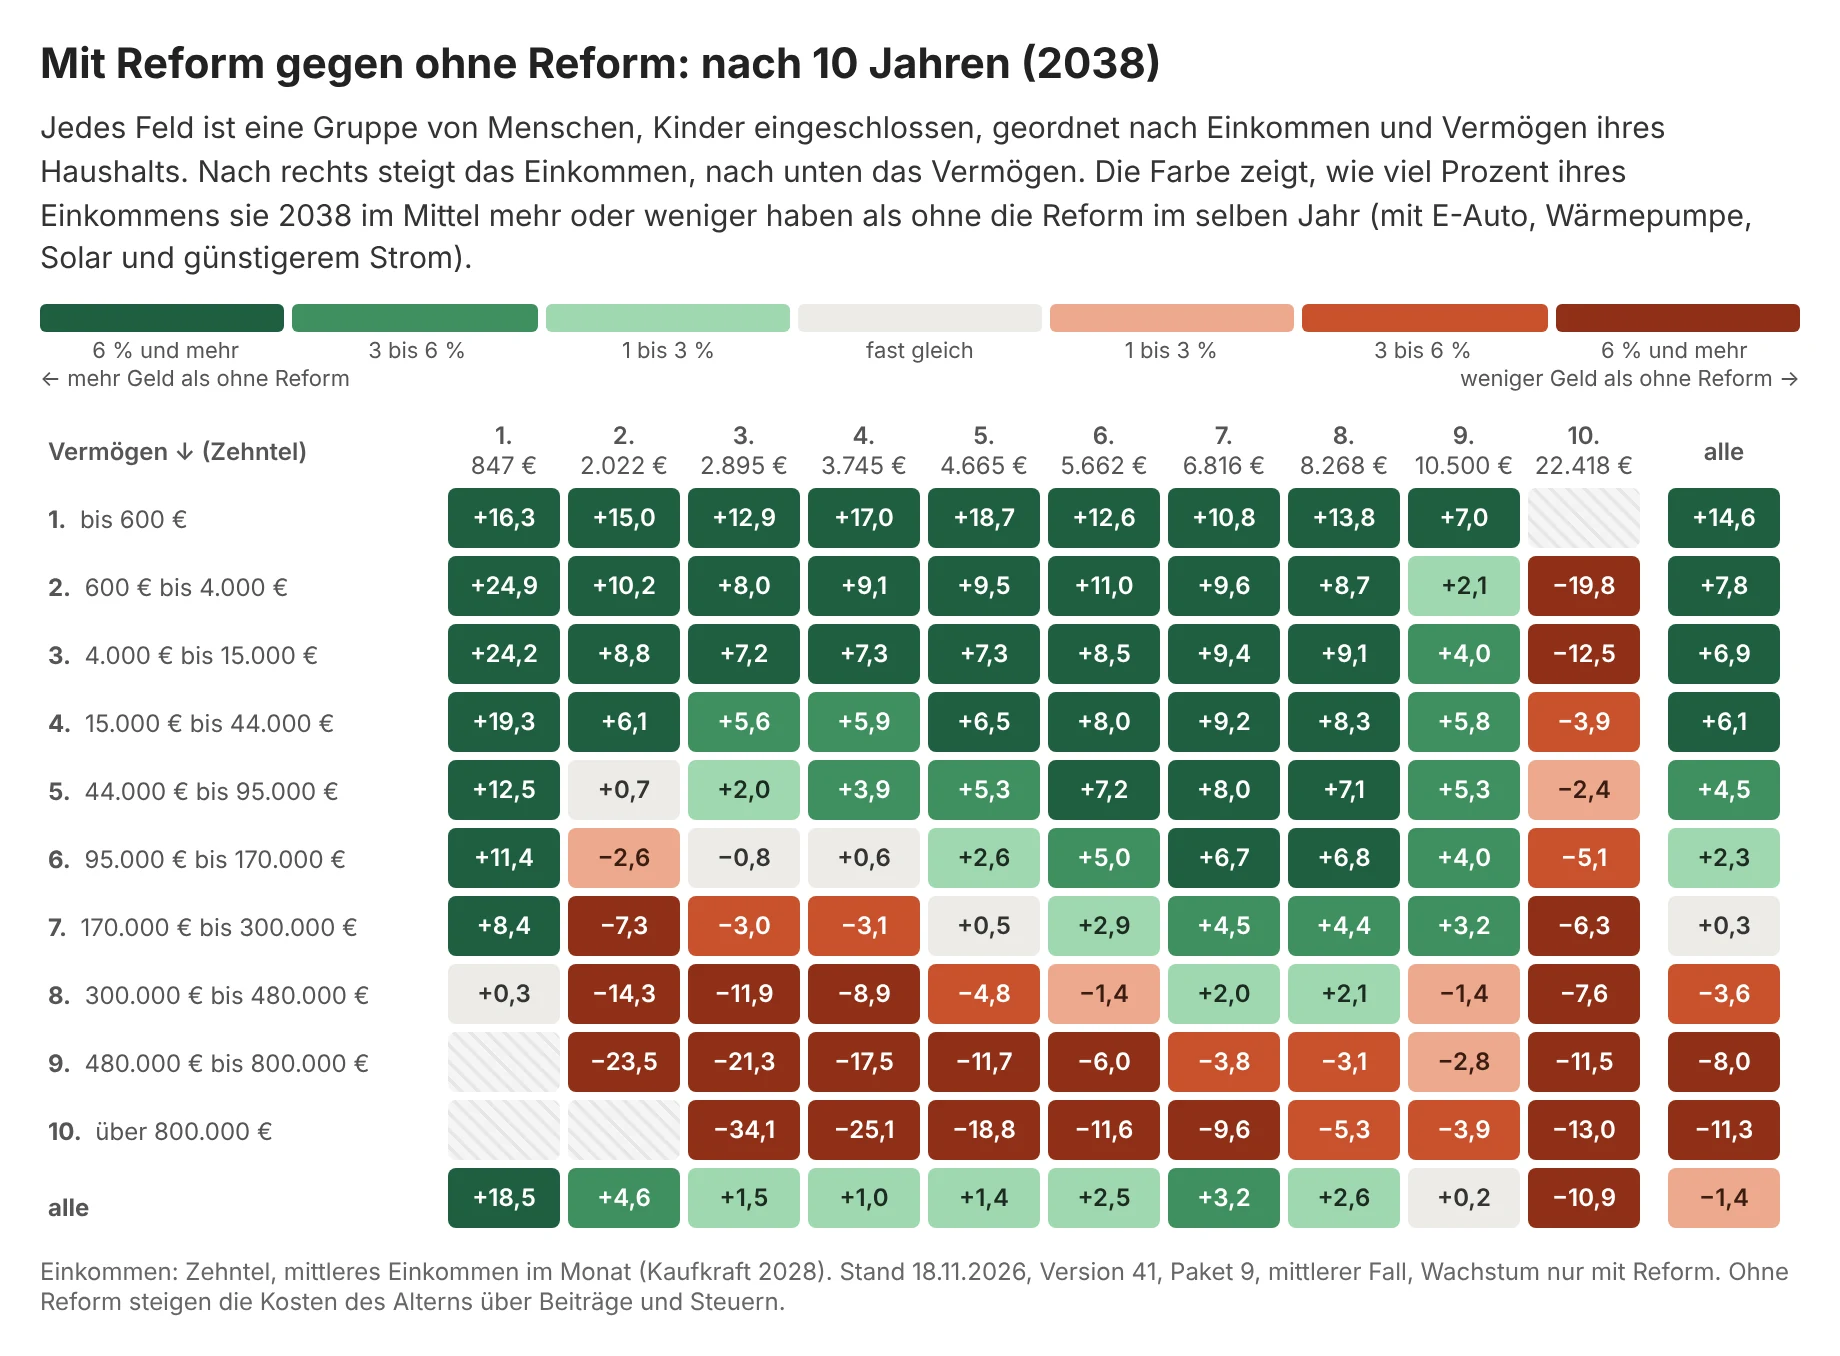 Mit Reform gegen ohne Reform: nach 10 Jahren (2038)
Jedes Feld ist eine Gruppe von Menschen, Kinder eingeschlossen, geordnet nach Einkommen und Vermögen ihres
Haushalts. Nach rechts steigt das Einkommen, nach unten das Vermögen. Die Farbe zeigt, wie viel Prozent ihres
Einkommens sie 2038 im Mittel mehr oder weniger haben als ohne die Reform im selben Jahr (mit E-Auto, Wärmepumpe,
Solar und günstigerem Strom).
6 % und mehr 3 bis 6 % 1 bis 3 % fast gleich 1 bis 3 % 3 bis 6 % 6 % und mehr
← mehr Geld als ohne Reform weniger Geld als ohne Reform →
Vermögen ↓ (Zehntel) 1. 2. 3. 4. 5. 6. 7. 8. 9. 10. alle
847 € 2.022 € 2.895 € 3.745 € 4.665 € 5.662 € 6.816 € 8.268 € 10.500 € 22.418 €
1. bis 600 € +16,3 +15,0 +12,9 +17,0 +18,7 +12,6 +10,8 +13,8 +7,0 +14,6
2. 600 € bis 4.000 € +24,9 +10,2 +8,0 +9,1 +9,5 +11,0 +9,6 +8,7 +2,1 −19,8 +7,8
3. 4.000 € bis 15.000 € +24,2 +8,8 +7,2 +7,3 +7,3 +8,5 +9,4 +9,1 +4,0 −12,5 +6,9
4. 15.000 € bis 44.000 € +19,3 +6,1 +5,6 +5,9 +6,5 +8,0 +9,2 +8,3 +5,8 −3,9 +6,1
5. 44.000 € bis 95.000 € +12,5 +0,7 +2,0 +3,9 +5,3 +7,2 +8,0 +7,1 +5,3 −2,4 +4,5
6. 95.000 € bis 170.000 € +11,4 −2,6 −0,8 +0,6 +2,6 +5,0 +6,7 +6,8 +4,0 −5,1 +2,3
7. 170.000 € bis 300.000 € +8,4 −7,3 −3,0 −3,1 +0,5 +2,9 +4,5 +4,4 +3,2 −6,3 +0,3
8. 300.000 € bis 480.000 € +0,3 −14,3 −11,9 −8,9 −4,8 −1,4 +2,0 +2,1 −1,4 −7,6 −3,6
9. 480.000 € bis 800.000 € −23,5 −21,3 −17,5 −11,7 −6,0 −3,8 −3,1 −2,8 −11,5 −8,0
10. über 800.000 € −34,1 −25,1 −18,8 −11,6 −9,6 −5,3 −3,9 −13,0 −11,3
alle +18,5 +4,6 +1,5 +1,0 +1,4 +2,5 +3,2 +2,6 +0,2 −10,9 −1,4
Einkommen: Zehntel, mittleres Einkommen im Monat (Kaufkraft 2028). Stand 18.11.2026, Version 41, Paket 9, mittlerer Fall, Wachstum nur mit Reform. Ohne
Reform steigen die Kosten des Alterns über Beiträge und Steuern.